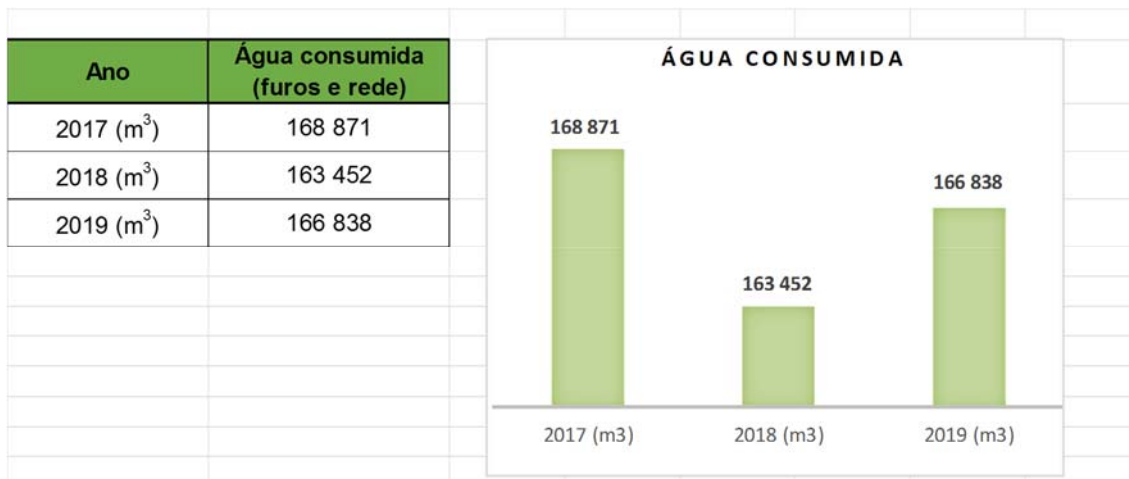 Ano
Água consumida
(furos e rede)
2017 (m³)
168 871
2018 (m³)
163 452
2019 (m³)
166 838
ÁGUA CONSUMIDA
168 871
163 452
166 838
2017 (m3)
2018 (m3)
2019 (m3)